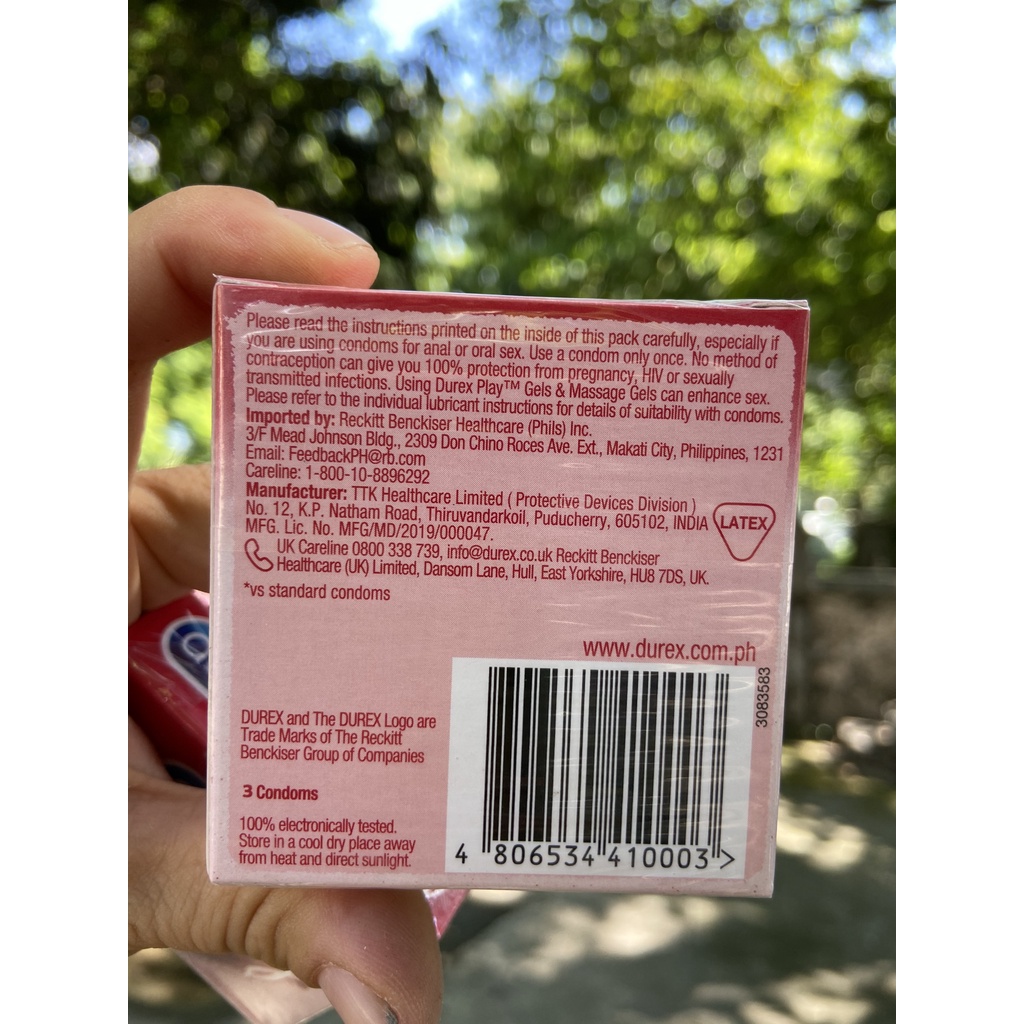 Please read the instructions printed on the inside of this pack carefully, especially if
you are using condoms for anal or oral sex. Use a condom only once. No method of
contraception can give you 100% protection from pregnancy, HIV or sexually
transmitted infections. Using Durex Play™ Gels & Massage Gels can enhance sex.
Please refer to the individual lubricant instructions for details of suitability with condoms.
Imported by: Reckitt Benckiser Healthcare (Phils) Inc.
3/F Mead Johnson Bldg., 2309 Don Chino Roces Ave. Ext., Makati City, Philippines, 1231
Email: FeedbackPH@rb.com
Careline: 1-800-10-8896292
Manufacturer: TTK Healthcare Limited ( Protective Devices Division )
No. 12, K.P. Natham Road, Thiruvandarkoil, Puducherry, 605102, INDIA
MFG. Lic. No. MFG/MD/2019/000047.
LATEX
UK Careline 0800 338 739, info@durex.co.uk Reckitt Benckiser
Healthcare (UK) Limited, Dansom Lane, Hull, East Yorkshire, HU8 7DS, UK.
*vs standard condoms
www.durex.com.ph
3083583
DUREX and The DUREX Logo are
Trade Marks of The Reckitt
Benckiser Group of Companies
3 Condoms
100% electronically tested.
Store in a cool dry place away
from heat and direct sunlight.
4 806534 410003 >